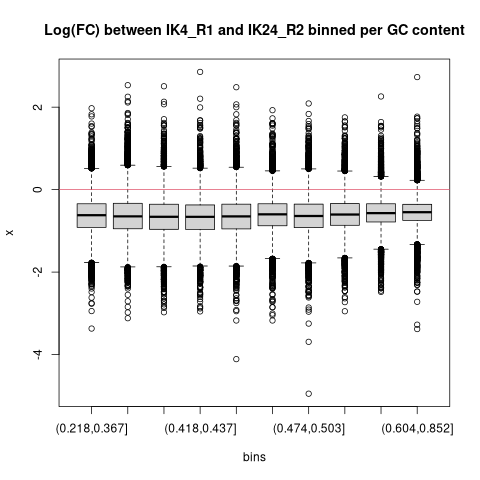 Log(FC) between IK4_R1 and IK24_R2 binned per GC content
2
0
-2
-4
x
(0.218,0.367]
(0.418,0.437]
(0.474,0.503]
(0.604,0.852]
bins